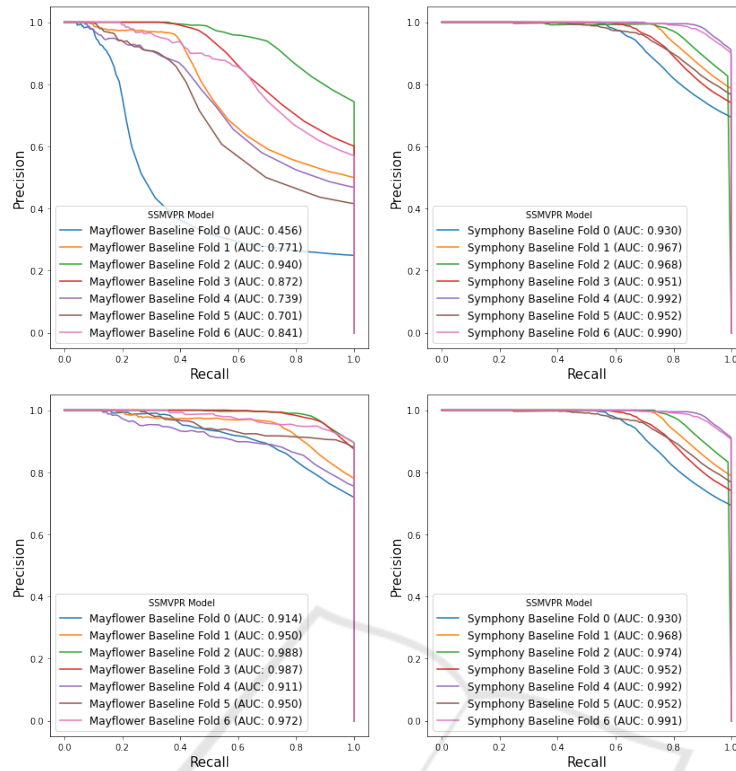 1.0
0.8
0.6
0.4
0.2
0.0
Precision
SSMVPR Model
Mayflower Baseline Fold 0 (AUC: 0.456)
Mayflower Baseline Fold 1 (AUC: 0.771)
Mayflower Baseline Fold 2 (AUC: 0.940)
Mayflower Baseline Fold 3 (AUC: 0.872)
Mayflower Baseline Fold 4 (AUC: 0.739)
Mayflower Baseline Fold 5 (AUC: 0.701)
Mayflower Baseline Fold 6 (AUC: 0.841)
0.0 0.2 0.4 0.6 0.8 1.0
Recall
1.0
0.8
0.6
0.4
0.2
0.0
Precision
SSMVPR Model
Symphony Baseline Fold 0 (AUC: 0.930)
Symphony Baseline Fold 1 (AUC: 0.967)
Symphony Baseline Fold 2 (AUC: 0.968)
Symphony Baseline Fold 3 (AUC: 0.951)
Symphony Baseline Fold 4 (AUC: 0.992)
Symphony Baseline Fold 5 (AUC: 0.952)
Symphony Baseline Fold 6 (AUC: 0.990)
0.0 0.2 0.4 0.6 0.8 1.0
Recall
1.0
0.8
0.6
0.4
0.2
0.0
Precision
SSMVPR Model
Mayflower Baseline Fold 0 (AUC: 0.914)
Mayflower Baseline Fold 1 (AUC: 0.950)
Mayflower Baseline Fold 2 (AUC: 0.988)
Mayflower Baseline Fold 3 (AUC: 0.987)
Mayflower Baseline Fold 4 (AUC: 0.911)
Mayflower Baseline Fold 5 (AUC: 0.950)
Mayflower Baseline Fold 6 (AUC: 0.972)
0.0 0.2 0.4 0.6 0.8 1.0
Recall
1.0
0.8
0.6
0.4
0.2
0.0
Precision
SSMVPR Model
Symphony Baseline Fold 0 (AUC: 0.930)
Symphony Baseline Fold 1 (AUC: 0.968)
Symphony Baseline Fold 2 (AUC: 0.974)
Symphony Baseline Fold 3 (AUC: 0.952)
Symphony Baseline Fold 4 (AUC: 0.992)
Symphony Baseline Fold 5 (AUC: 0.952)
Symphony Baseline Fold 6 (AUC: 0.991)
0.0 0.2 0.4 0.6 0.8 1.0
Recall